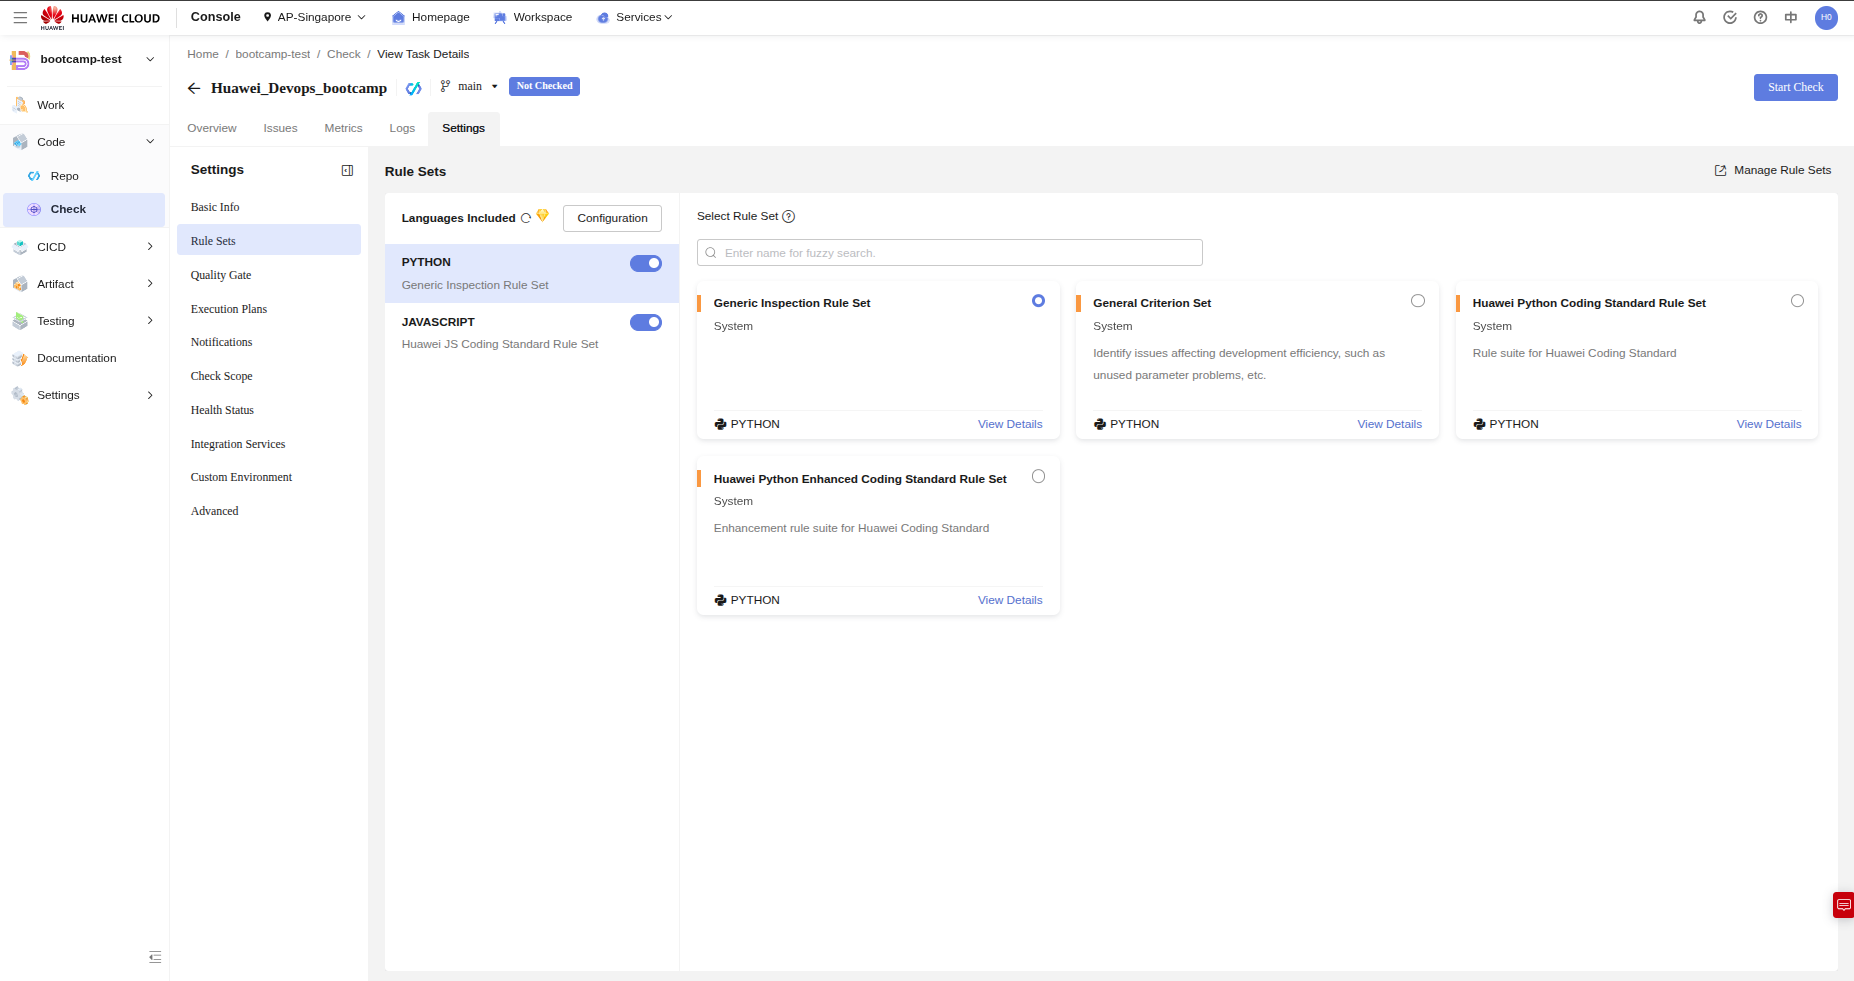 HUAWEI
HUAWEI CLOUD
Console
AP-Singapore
Homepage
Workspace
Services
H0
bootcamp-test
Work
Code
Repo
Check
CICD
Artifact
Testing
Documentation
Settings
Home / bootcamp-test / Check / View Task Details
Huawei_Devops_bootcamp
main
Not Checked
Start Check
Overview
Issues
Metrics
Logs
Settings
Settings
Basic Info
Rule Sets
Quality Gate
Execution Plans
Notifications
Check Scope
Health Status
Integration Services
Custom Environment
Advanced
Rule Sets
Manage Rule Sets
Languages Included
Configuration
PYTHON
Generic Inspection Rule Set
JAVASCRIPT
Huawei JS Coding Standard Rule Set
Select Rule Set
Enter name for fuzzy search.
Generic Inspection Rule Set
System
PYTHON
View Details
General Criterion Set
System
Identify issues affecting development efficiency, such as
unused parameter problems, etc.
PYTHON
View Details
Huawei Python Coding Standard Rule Set
System
Rule suite for Huawei Coding Standard
PYTHON
View Details
Huawei Python Enhanced Coding Standard Rule Set
System
Enhancement rule suite for Huawei Coding Standard
PYTHON
View Details